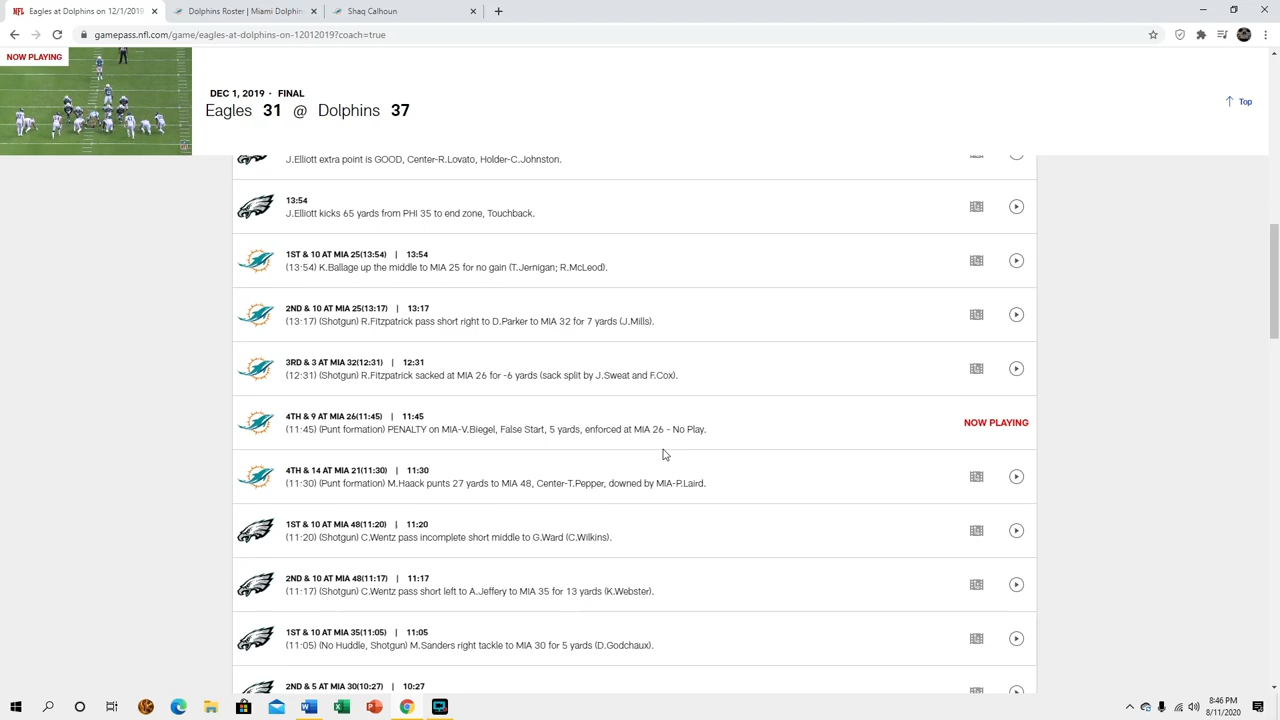 Eagles at Dolphins on 12/1/2019
Dolphins Roster | Miami Dolphins
Shaq Calhoun
gamepass.nfl.com/game/eagles-at-dolphins-on-12012019?coach=true
NOW PLAYING
DEC 1, 2019 · FINAL
Eagles 31 @ Dolphins 37
Top
J.Elliott extra point is GOOD, Center-R.Lovato, Holder-C.Johnston.
13:54
J.Elliott kicks 65 yards from PHI 35 to end zone, Touchback.
1ST & 10 AT MIA 25(13:54) | 13:54
(13:54) K.Ballage up the middle to MIA 25 for no gain (T.Jernigan; R.McLeod).
2ND & 10 AT MIA 25(13:17) | 13:17
(13:17) (Shotgun) R.Fitzpatrick pass short right to D.Parker to MIA 32 for 7 yards (J.Mills).
3RD & 3 AT MIA 32(12:31) | 12:31
(12:31) (Shotgun) R.Fitzpatrick sacked at MIA 26 for -6 yards (sack split by J.Sweat and F.Cox).
4TH & 9 AT MIA 26(11:45) | 11:45
(11:45) (Punt formation) PENALTY on MIA-V.Biegel, False Start, 5 yards, enforced at MIA 26 - No Play.
NOW PLAYING
4TH & 14 AT MIA 21(11:30) | 11:30
(11:30) (Punt formation) M.Haack punts 27 yards to MIA 48, Center-T.Pepper, downed by MIA-P.Laird.
1ST & 10 AT MIA 48(11:20) | 11:20
(11:20) (Shotgun) C.Wentz pass incomplete short middle to G.Ward (C.Wilkins).
2ND & 10 AT MIA 48(11:17) | 11:17
(11:17) (Shotgun) C.Wentz pass short left to A.Jeffery to MIA 35 for 13 yards (K.Webster).
1ST & 10 AT MIA 35(11:05) | 11:05
(11:05) (No Huddle, Shotgun) M.Sanders right tackle to MIA 30 for 5 yards (D.Godchaux).
2ND & 5 AT MIA 30(10:27) | 10:27
8:46 PM
8/11/2020